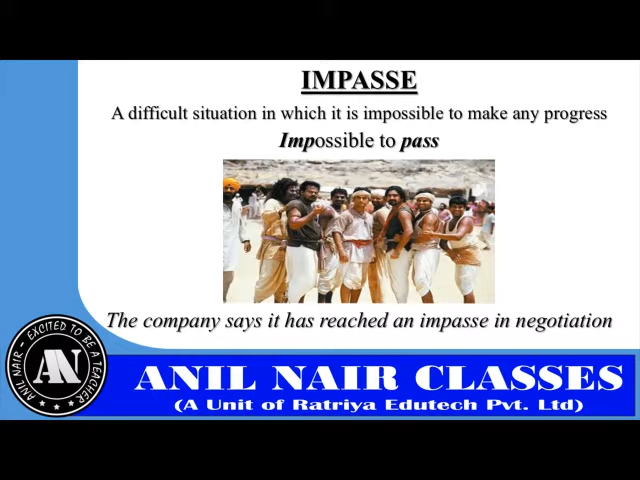 IMPASSE
A difficult situation in which it is impossible to make any progress
Impossible to pass
The company says it has reached an impasse in negotiation
ANIL NAIR - EXCITED TO BE A TEACHER
AN
ANIL NAIR CLASSES
(A Unit of Ratriya Edutech Pvt. Ltd)